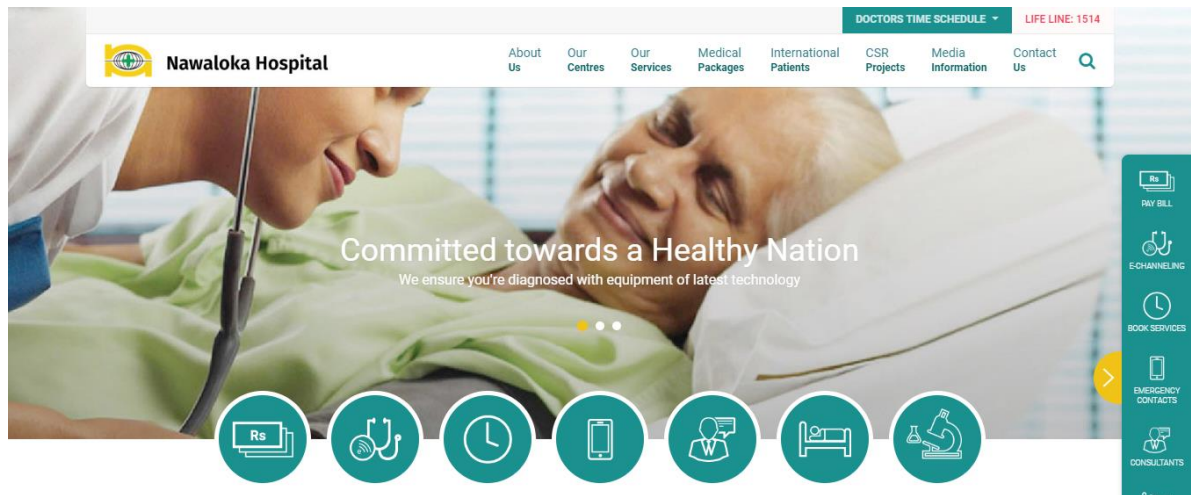 DOCTORS TIME SCHEDULE
LIFE LINE: 1514
Nawaloka Hospital
About Us
Our Centres
Our Services
Medical Packages
International Patients
CSR Projects
Media Information
Contact Us
Committed towards a Healthy Nation
We ensure you're diagnosed with equipment of latest technology
Rs
PAY BILL
E-CHANNELING
BOOK SERVICES
EMERGENCY
CONTACTS
CONSULTANTS
Rs